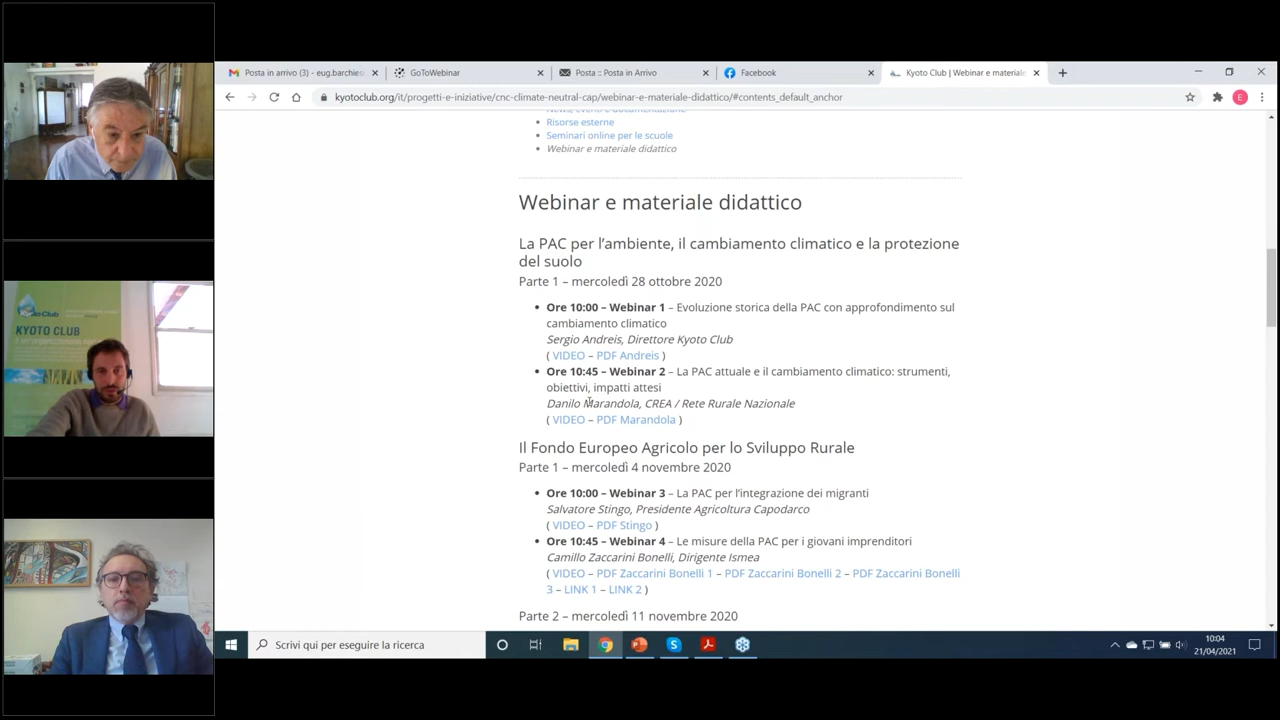 Posta in arrivo (3) - eug.barchies
GoToWebinar
Posta :: Posta in Arrivo
Facebook
Kyoto Club | Webinar e materiale
kyotoclub.org/it/progetti-e-iniziative/cnc-climate-neutral-cap/webinar-e-materiale-didattico/#contents_default_anchor
E
News, eventi e documentazione
Risorse esterne
Seminari online per le scuole
Webinar e materiale didattico
Webinar e materiale didattico
La PAC per l'ambiente, il cambiamento climatico e la protezione
del suolo
Parte 1 – mercoledì 28 ottobre 2020
Ore 10:00 – Webinar 1 – Evoluzione storica della PAC con approfondimento sul
cambiamento climatico
Sergio Andreis, Direttore Kyoto Club
( VIDEO – PDF Andreis )
Ore 10:45 – Webinar 2 – La PAC attuale e il cambiamento climatico: strumenti,
obiettivi, impatti attesi
Danilo Marandola, CREA / Rete Rurale Nazionale
( VIDEO – PDF Marandola )
Il Fondo Europeo Agricolo per lo Sviluppo Rurale
Parte 1 – mercoledì 4 novembre 2020
Ore 10:00 – Webinar 3 – La PAC per l'integrazione dei migranti
Salvatore Stingo, Presidente Agricoltura Capodarco
( VIDEO – PDF Stingo )
Ore 10:45 – Webinar 4 – Le misure della PAC per i giovani imprenditori
Camillo Zaccarini Bonelli, Dirigente Ismea
( VIDEO – PDF Zaccarini Bonelli 1 – PDF Zaccarini Bonelli 2 – PDF Zaccarini Bonelli
3 – LINK 1 – LINK 2 )
Parte 2 – mercoledì 11 novembre 2020
KYOTO CLUB
Scrivi qui per eseguire la ricerca
10:04
21/04/2021